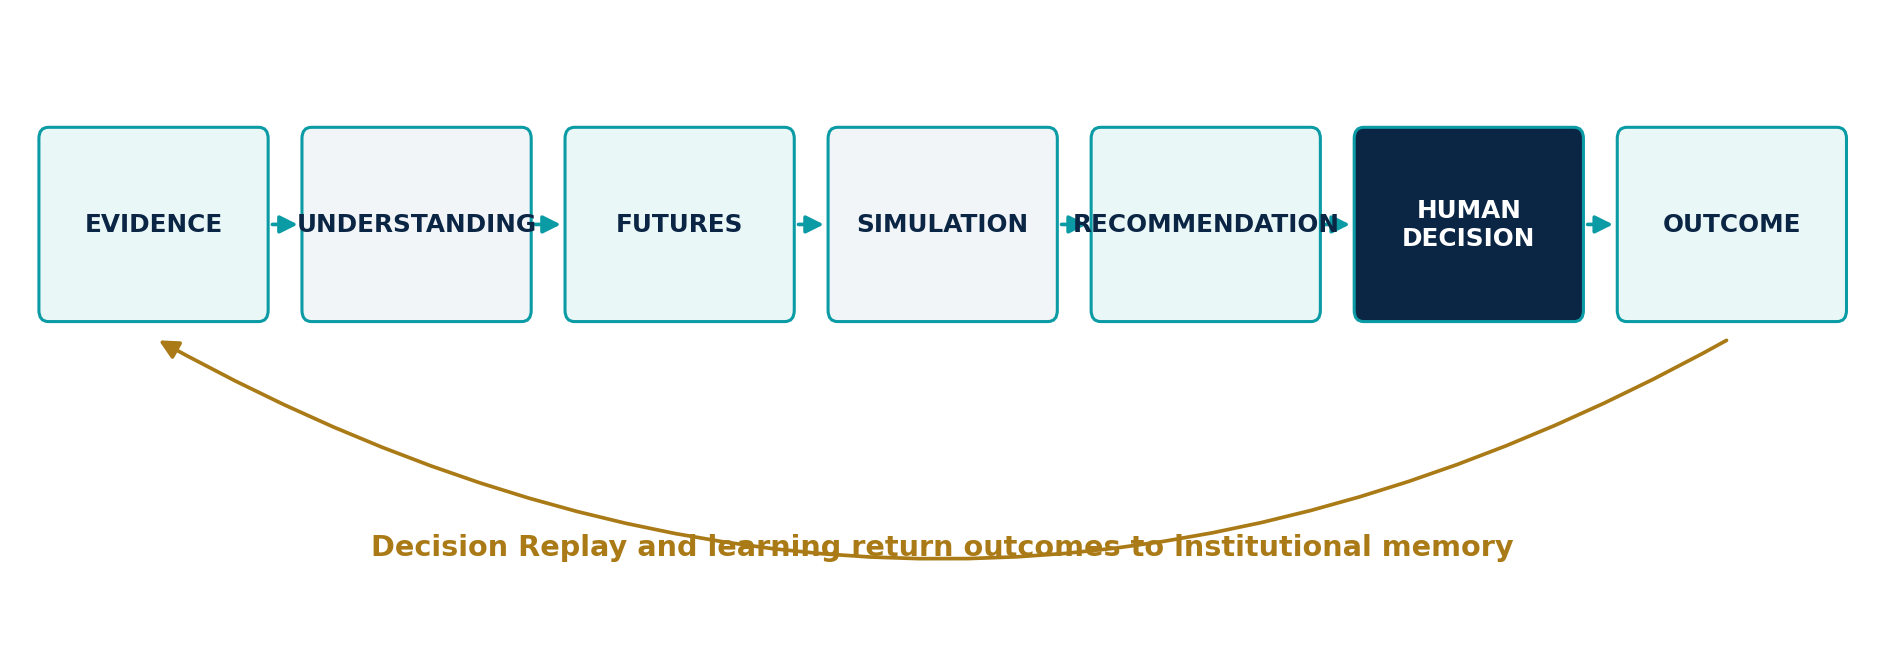 EVIDENCE
UNDERSTANDING
FUTURES
SIMULATION
RECOMMENDATION
HUMAN
DECISION
OUTCOME
Decision Replay and learning return outcomes to institutional memory